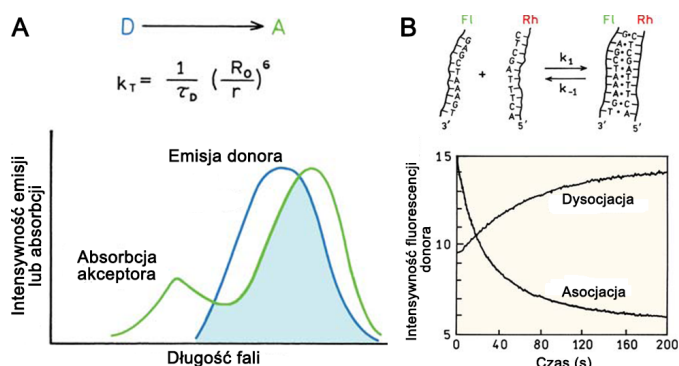 A
D → A
k_T = 1/τ_D (R_0/r)^6
Emisja donora
Absorbcja
akceptora
Intensywność emisji
lub absorbcji
Długość fali
B
Fl
Rh
Fl
Rh
G
A
G
C
T
A
A
A
G
T
3'
+
C
T
C
G
A
T
T
T
C
A
5'
k₁
k₋₁
G•C
A•T
G•C
C•G
T•A
A•T
A•T
A•T
G•C
T•A
3'
5'
Intensywność fluorescencji
donora
15
10
5
Dysocjacja
Asocjacja
0
40
80
120
160
200
Czas (s)